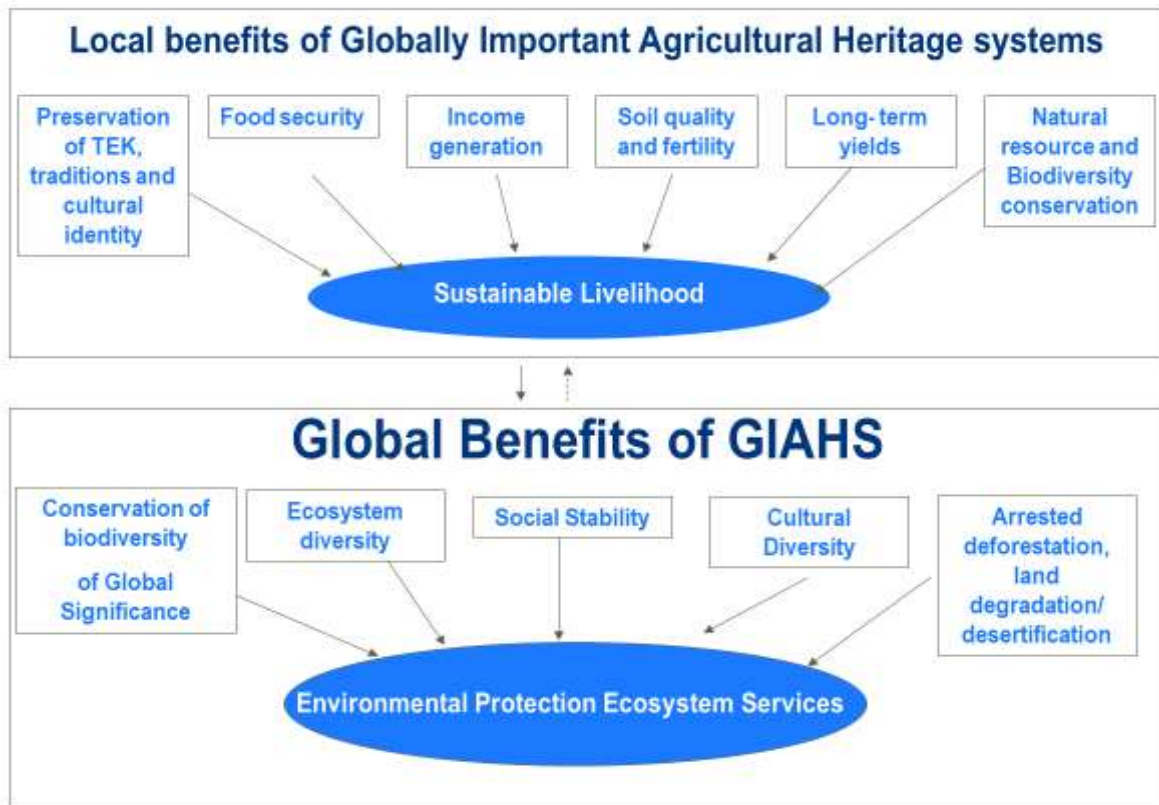 Local benefits of Globally Important Agricultural Heritage systems
Preservation
of TEK,
traditions and
cultural
identity
Food security
Income
generation
Soil quality
and fertility
Long- term
yields
Natural
resource and
Biodiversity
conservation
Sustainable Livelihood
Global Benefits of GIAHS
Conservation of
biodiversity
of Global
Significance
Ecosystem
diversity
Social Stability
Cultural
Diversity
Arrested
deforestation,
land
degradation/
desertification
Environmental Protection Ecosystem Services